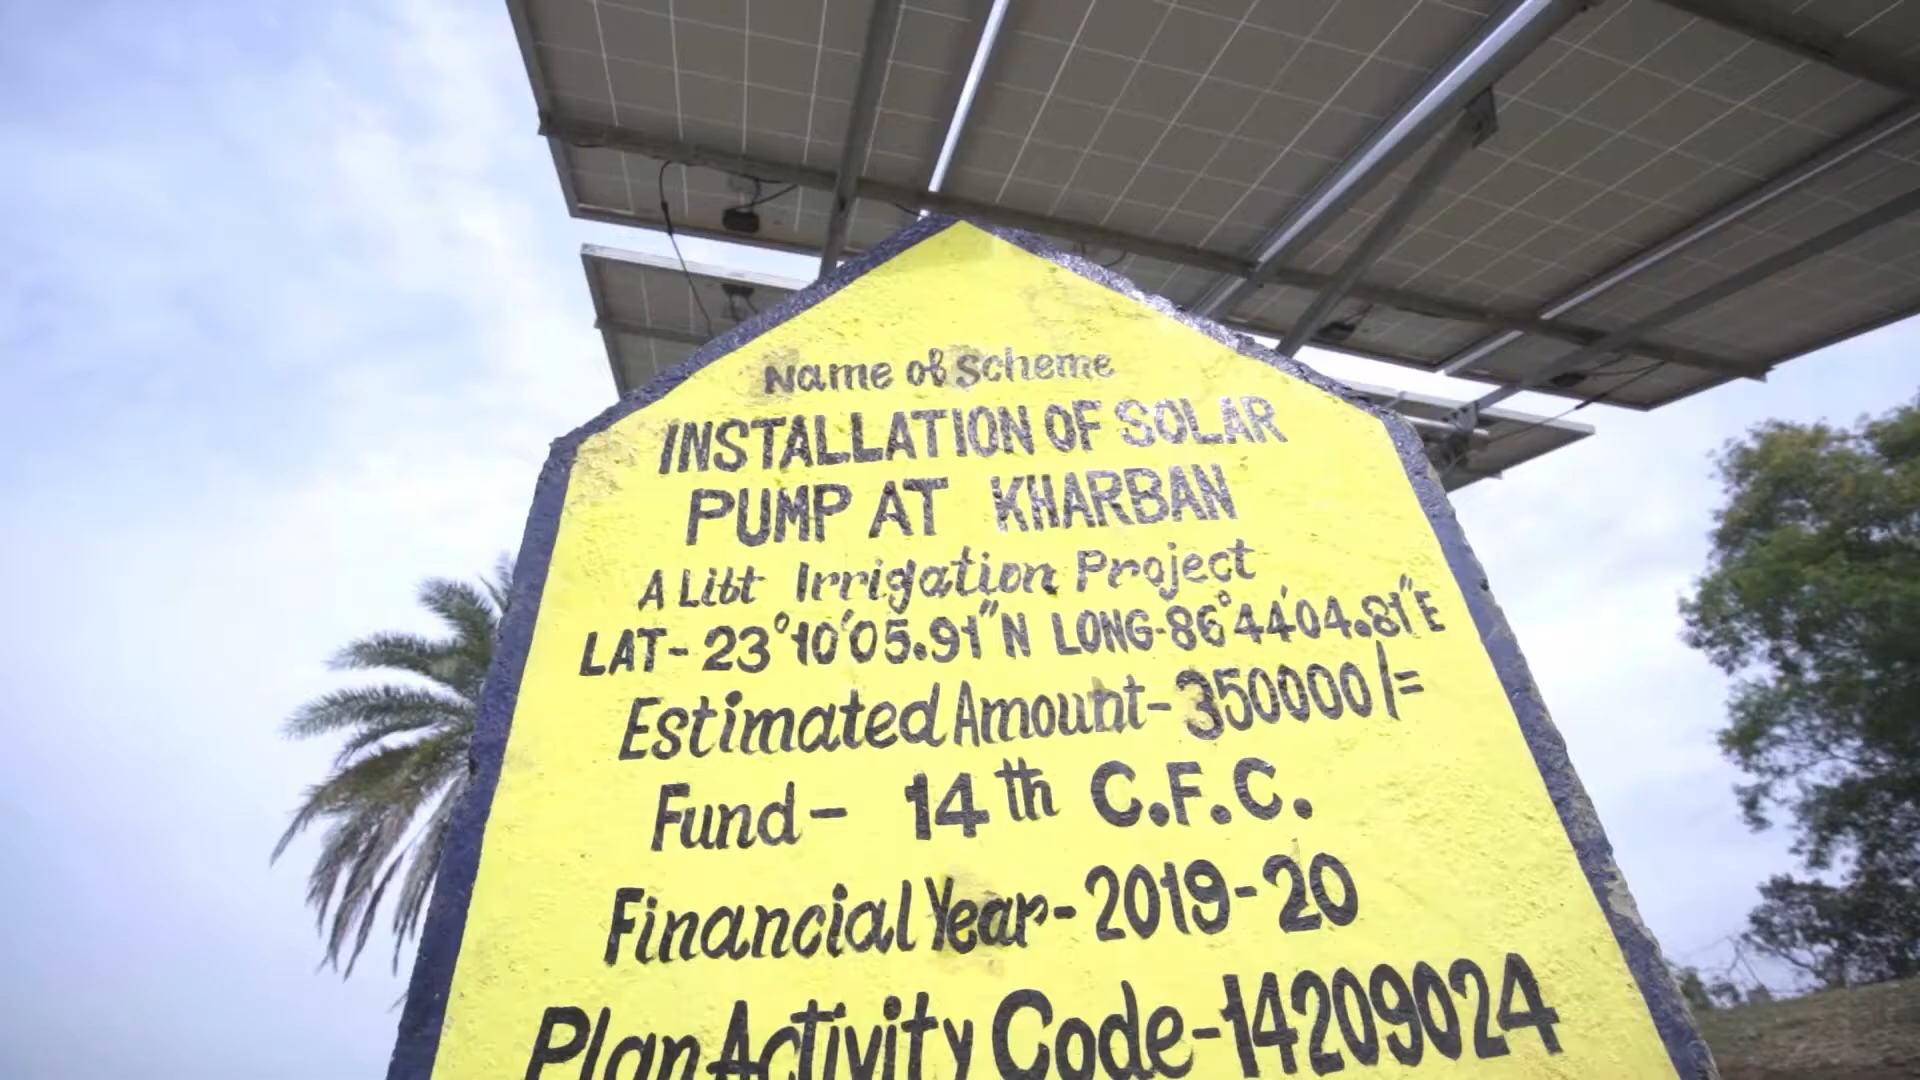 Name of Scheme
INSTALLATION OF SOLAR
PUMP AT KHARBAN
A Lift Irrigation Project
LAT- 23°10'05.91"N LONG-86°44'04.81"E
Estimated Amount- 350000/=
Fund- 14th C.F.C.
Financial Year- 2019-20
Plan Activity Code-14209024